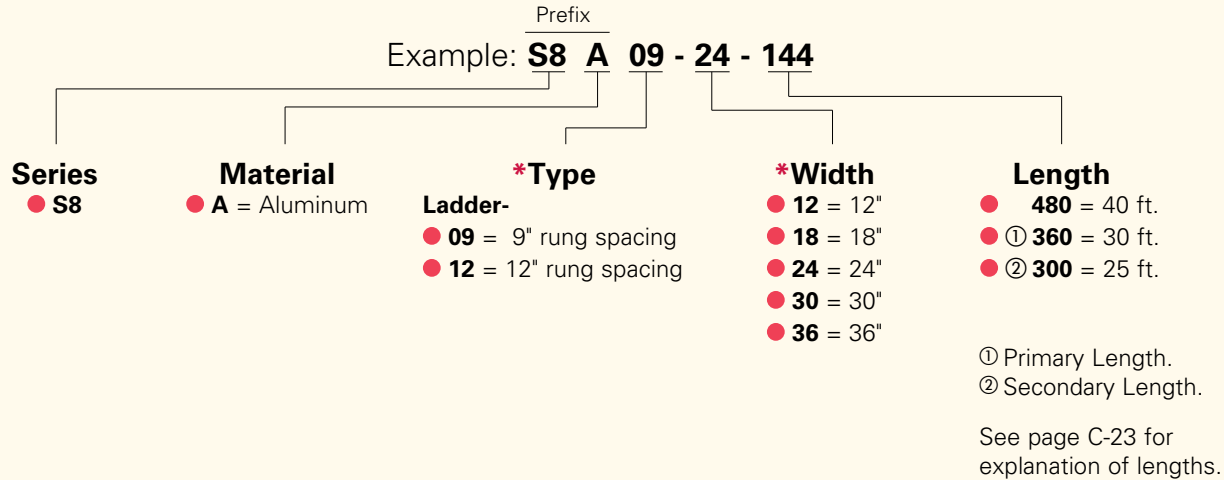 Prefix
Example: S8 A 09 - 24 - 144
Series
S8
Material
A = Aluminum
*Type
Ladder-
09 = 9" rung spacing
12 = 12" rung spacing
*Width
12 = 12"
18 = 18"
24 = 24"
30 = 30"
36 = 36"
Length
480 = 40 ft.
① 360 = 30 ft.
② 300 = 25 ft.
① Primary Length.
② Secondary Length.
See page C-23 for
explanation of lengths.